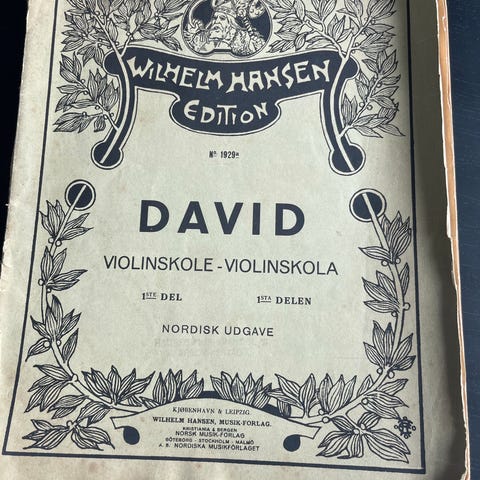 WILHELM HANSEN
EDITION
No. 1929a
DAVID
VIOLINSKOLE - VIOLINSKOLA
1STE DEL 1STA DELEN
NORDISK UDGAVE
KJØBENHAVN & LEIPZIG.
WILHELM HANSEN, MUSIK-FORLAG.
KRISTIANIA & BERGEN
NORSK MUSIK-FORLAG
GÖTEBORG - STOCKHOLM - MALMÖ
A. B. NORDISKA MUSIKFÖRLAGET